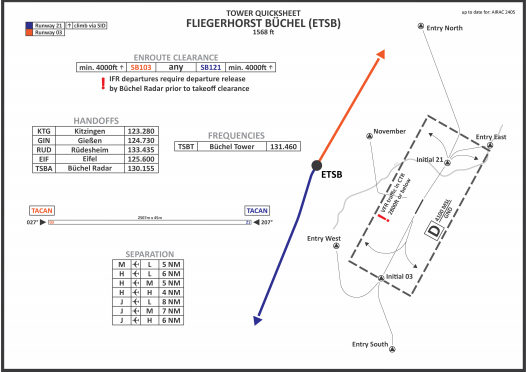 TOWER QUICKSHEET
FLIEGERHORST BÜCHEL (ETSB)
1568 ft
up to date for: AIRAC 2405
Runway 21 ↑ climb via SID
Runway 03
ENROUTE CLEARANCE
min. 4000ft ↑ SB103 any SB121 min. 4000ft ↑
! IFR departures require departure release
by Büchel Radar prior to takeoff clearance
HANDOFFS
KTG Kitzingen 123.280
GIN Gießen 124.730
RUD Rüdesheim 133.435
EIF Eifel 125.600
TSBA Büchel Radar 130.155
FREQUENCIES
TSBT Büchel Tower 131.460
TACAN TACAN
2507m x 45m
027° 207°
SEPARATION
M L 5 NM
H L 6 NM
H M 5 NM
H H 4 NM
J L 8 NM
J M 7 NM
J H 6 NM
ETSB
Entry North
November
Entry East
Initial 21
! VFR traffic in CTR
2800ft or below
D 4100 MSL
GND
Entry West
Initial 03
Entry South